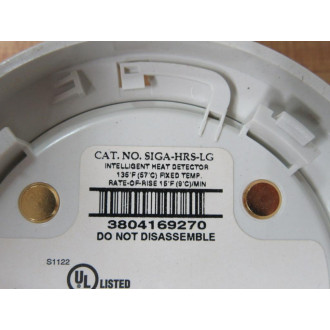 CAT. NO. SIGA-HRS-LG
INTELLIGENT HEAT DETECTOR
135°F (57°C) FIXED TEMP.
RATE-OF-RISE 15°F (9°C)/MIN
3804169270
DO NOT DISASSEMBLE
S1122
UL LISTED